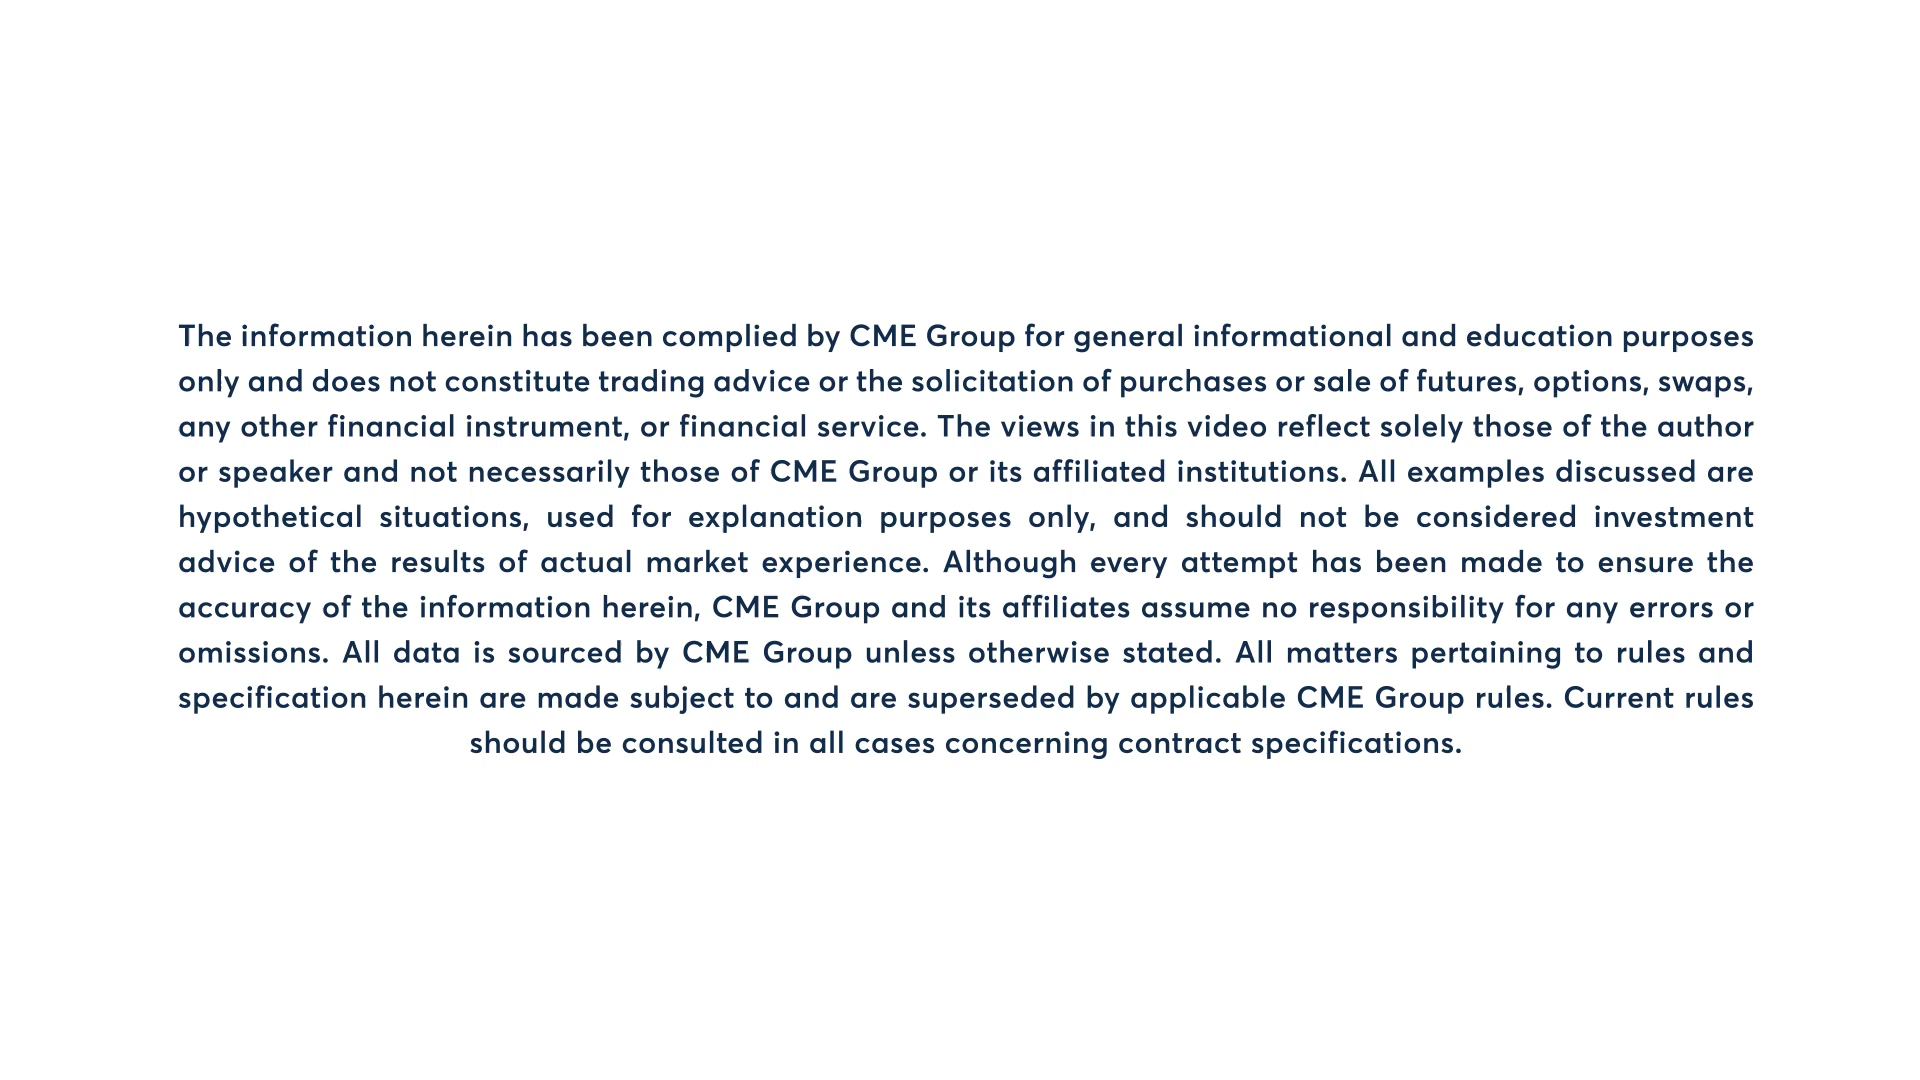 The information herein has been complied by CME Group for general informational and education purposes
only and does not constitute trading advice or the solicitation of purchases or sale of futures, options, swaps,
any other financial instrument, or financial service. The views in this video reflect solely those of the author
or speaker and not necessarily those of CME Group or its affiliated institutions. All examples discussed are
hypothetical situations, used for explanation purposes only, and should not be considered investment
advice of the results of actual market experience. Although every attempt has been made to ensure the
accuracy of the information herein, CME Group and its affiliates assume no responsibility for any errors or
omissions. All data is sourced by CME Group unless otherwise stated. All matters pertaining to rules and
specification herein are made subject to and are superseded by applicable CME Group rules. Current rules
should be consulted in all cases concerning contract specifications.